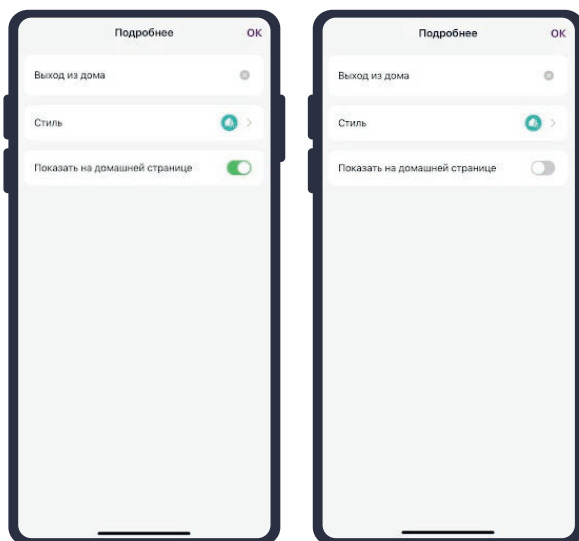 Подробнее OK
Выход из дома
Стиль
Показать на домашней странице
Подробнее OK
Выход из дома
Стиль
Показать на домашней странице